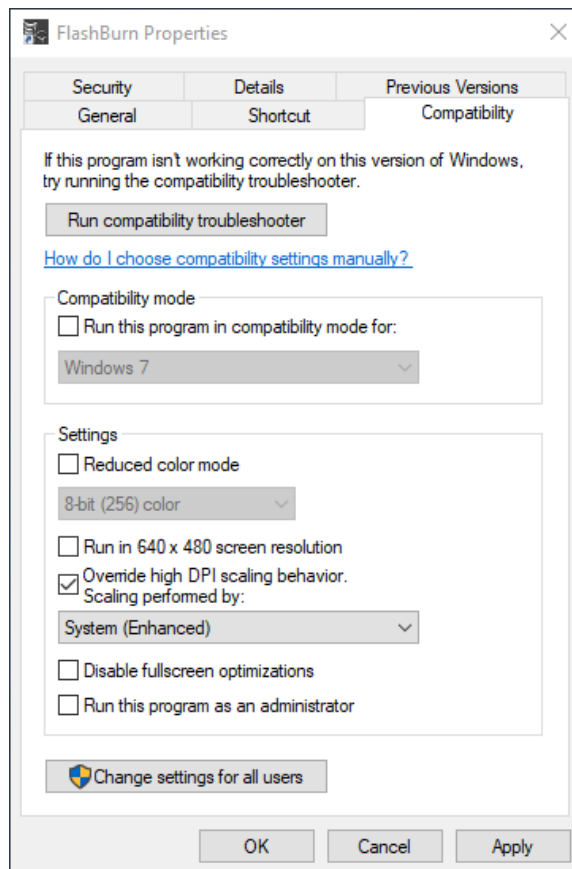 FlashBurn Properties
Security Details Previous Versions
General Shortcut Compatibility
If this program isn't working correctly on this version of Windows,
try running the compatibility troubleshooter.
Run compatibility troubleshooter
How do I choose compatibility settings manually?
Compatibility mode
Run this program in compatibility mode for:
Windows 7
Settings
Reduced color mode
8-bit (256) color
Run in 640 x 480 screen resolution
Override high DPI scaling behavior.
Scaling performed by:
System (Enhanced)
Disable fullscreen optimizations
Run this program as an administrator
Change settings for all users
OK Cancel Apply